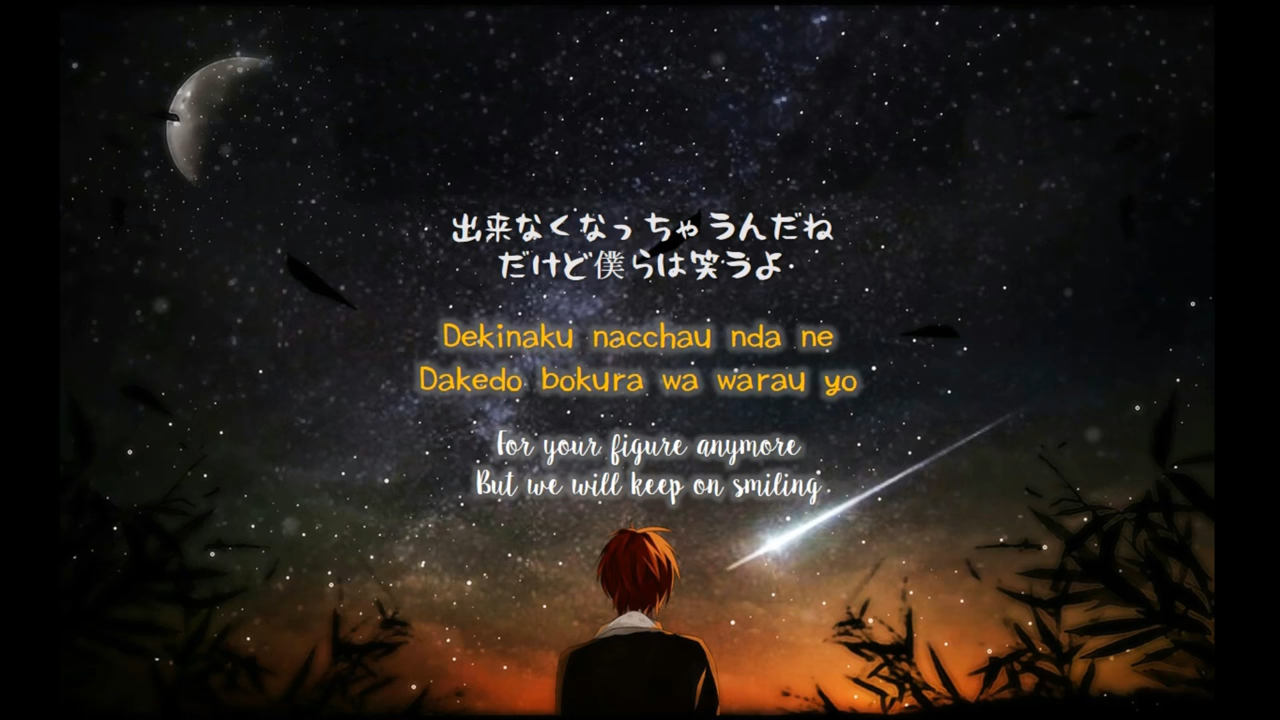 出来なくなっちゃうんだね
だけど僕らは笑うよ
Dekinaku nacchau nda ne
Dakedo bokura wa warau yo
For your figure anymore
But we will keep on smiling